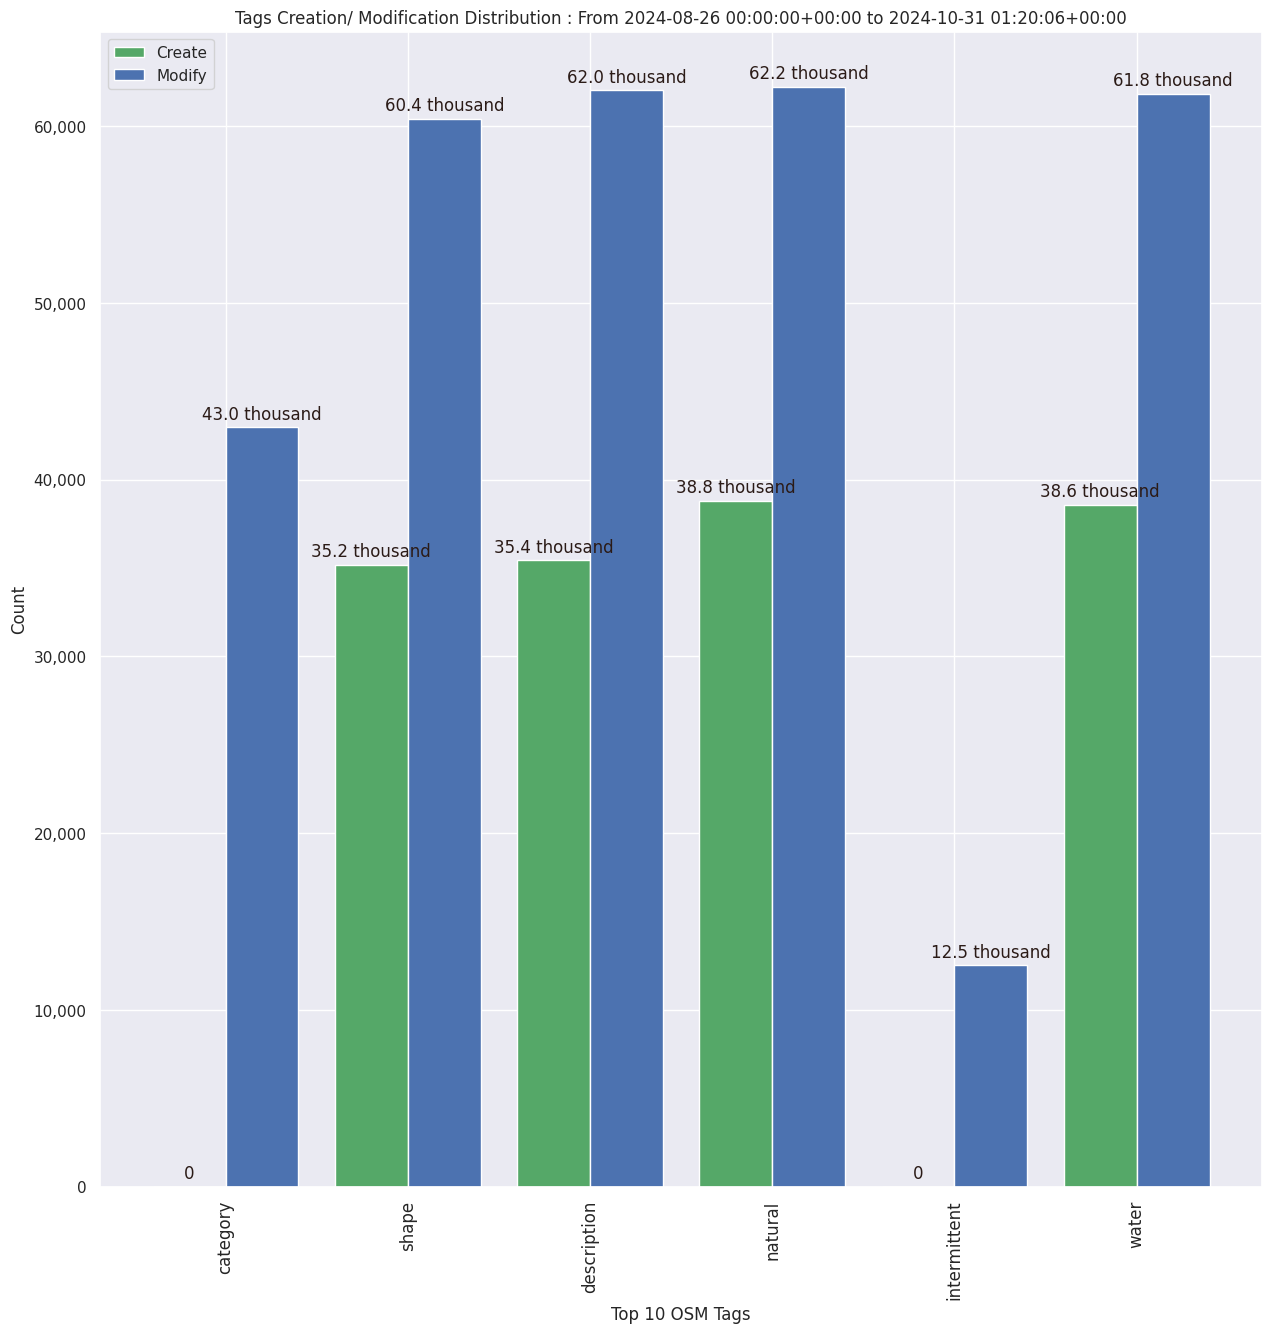 Tags Creation/ Modification Distribution : From 2024-08-26 00:00:00+00:00 to 2024-10-31 01:20:06+00:00
Create
Modify
62.0 thousand
62.2 thousand
61.8 thousand
60.4 thousand
43.0 thousand
38.8 thousand
38.6 thousand
35.2 thousand
35.4 thousand
12.5 thousand
0
0
60,000
50,000
40,000
30,000
20,000
10,000
0
Count
category
shape
description
natural
intermittent
water
Top 10 OSM Tags